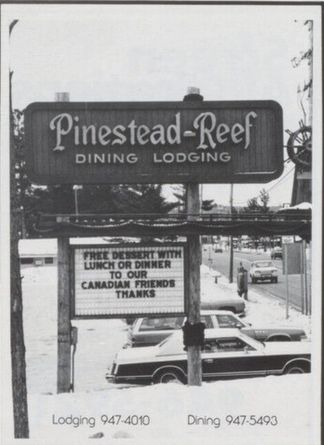 Pinestead-Reef
DINING LODGING
FREE DESSERT WITH
LUNCH OR DINNER
TO OUR
CANADIAN FRIENDS
THANKS
Lodging 947-4010 Dining 947-5493